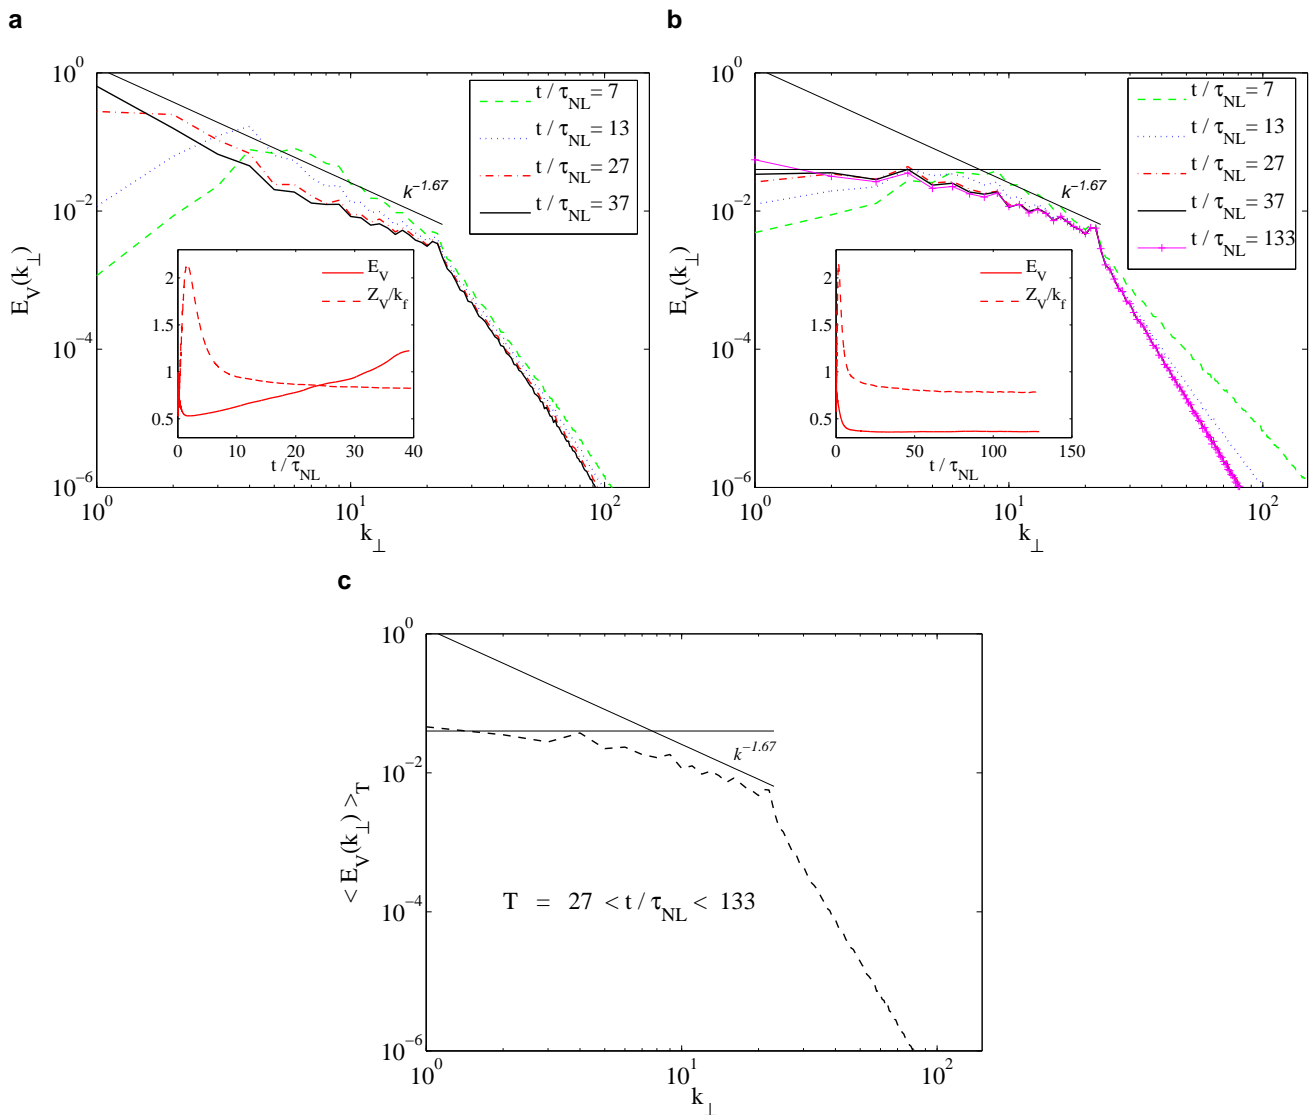 a
10^0
10^-2
10^-4
10^-6
E_V(k_⊥)
t / τ_NL = 7
t / τ_NL = 13
t / τ_NL = 27
t / τ_NL = 37
k^-1.67
E_V
Z_V/k_f
2
1.5
1
0.5
0 10 20 30 40
t / τ_NL
10^0 10^1 10^2
k_⊥
b
10^0
10^-2
10^-4
10^-6
E_V(k_⊥)
t / τ_NL = 7
t / τ_NL = 13
t / τ_NL = 27
t / τ_NL = 37
t / τ_NL = 133
k^-1.67
E_V
Z_V/k_f
2
1.5
1
0.5
0 50 100 150
t / τ_NL
10^0 10^1 10^2
k_⊥
c
10^0
10^-2
10^-4
10^-6
< E_V(k_⊥) >_T
k^-1.67
T = 27 < t / τ_NL < 133
10^0 10^1 10^2
k_⊥